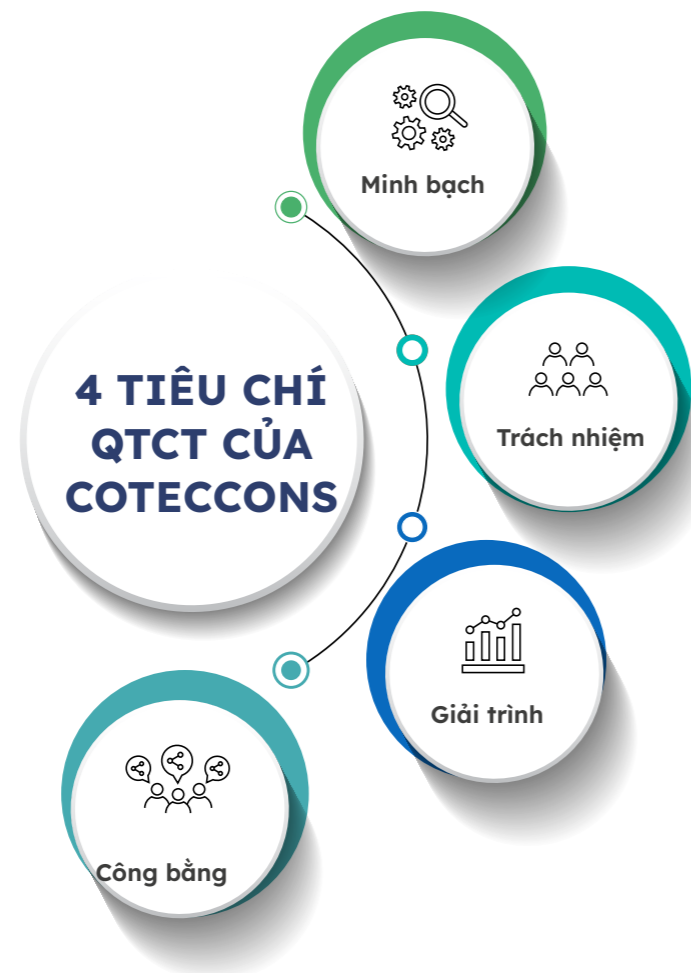 4 TIÊU CHÍ
QTCT CỦA
COTECCONS
Minh bạch
Trách nhiệm
Giải trình
Công bằng